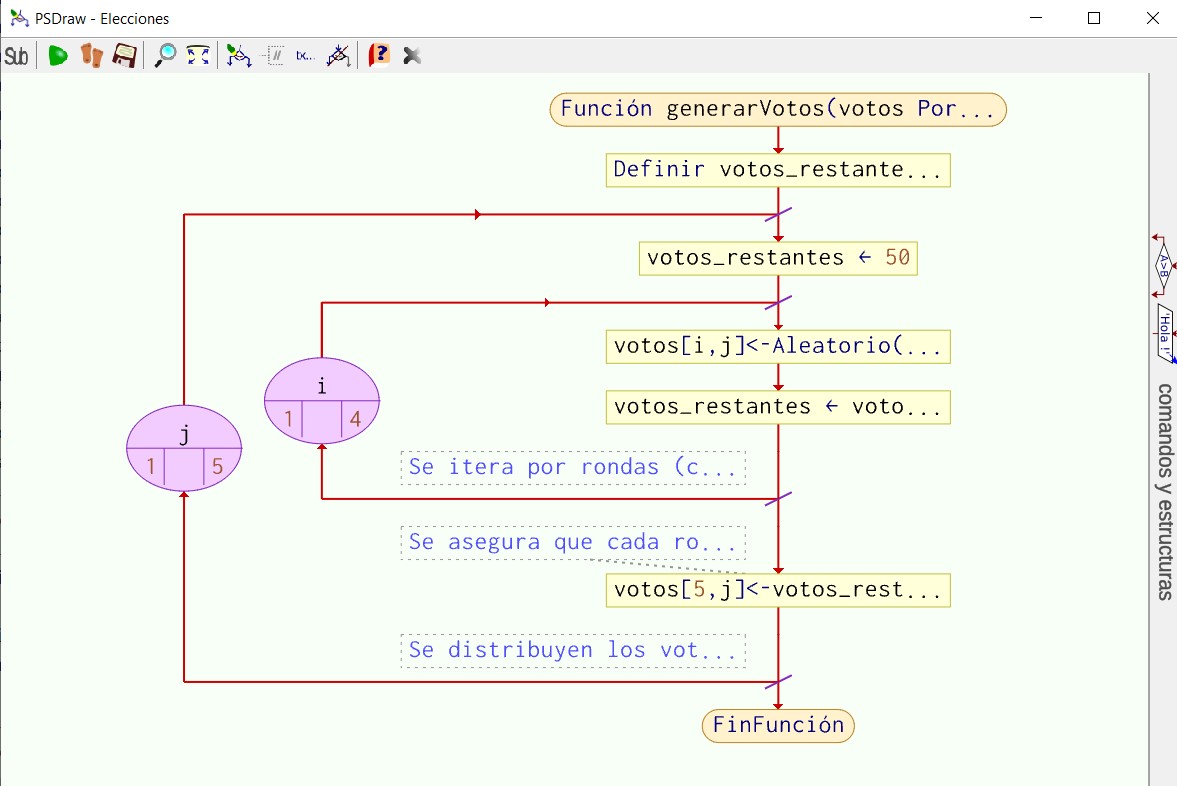 PSDraw - Elecciones
Sub
tx...
?
Función generarVotos(votos Por...
Definir votos_restante...
votos_restantes ← 50
votos[i,j]<-Aleatorio(...
i
1 4
votos_restantes ← voto...
j
1 5
Se itera por rondas (c...
Se asegura que cada ro...
votos[5,j]<-votos_rest...
Se distribuyen los vot...
FinFunción
A>B
'Hola !'
comandos y estructuras